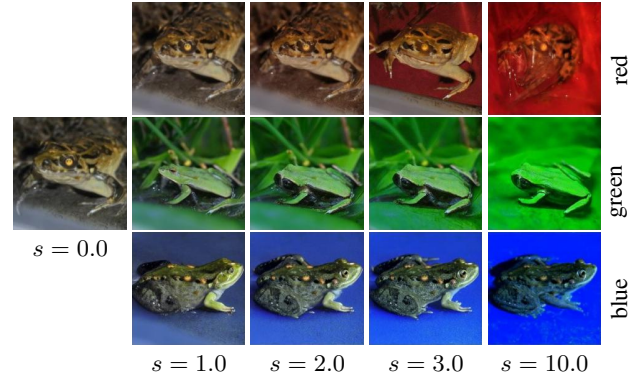 red
green
s = 0.0
blue
s = 1.0 s = 2.0 s = 3.0 s = 10.0